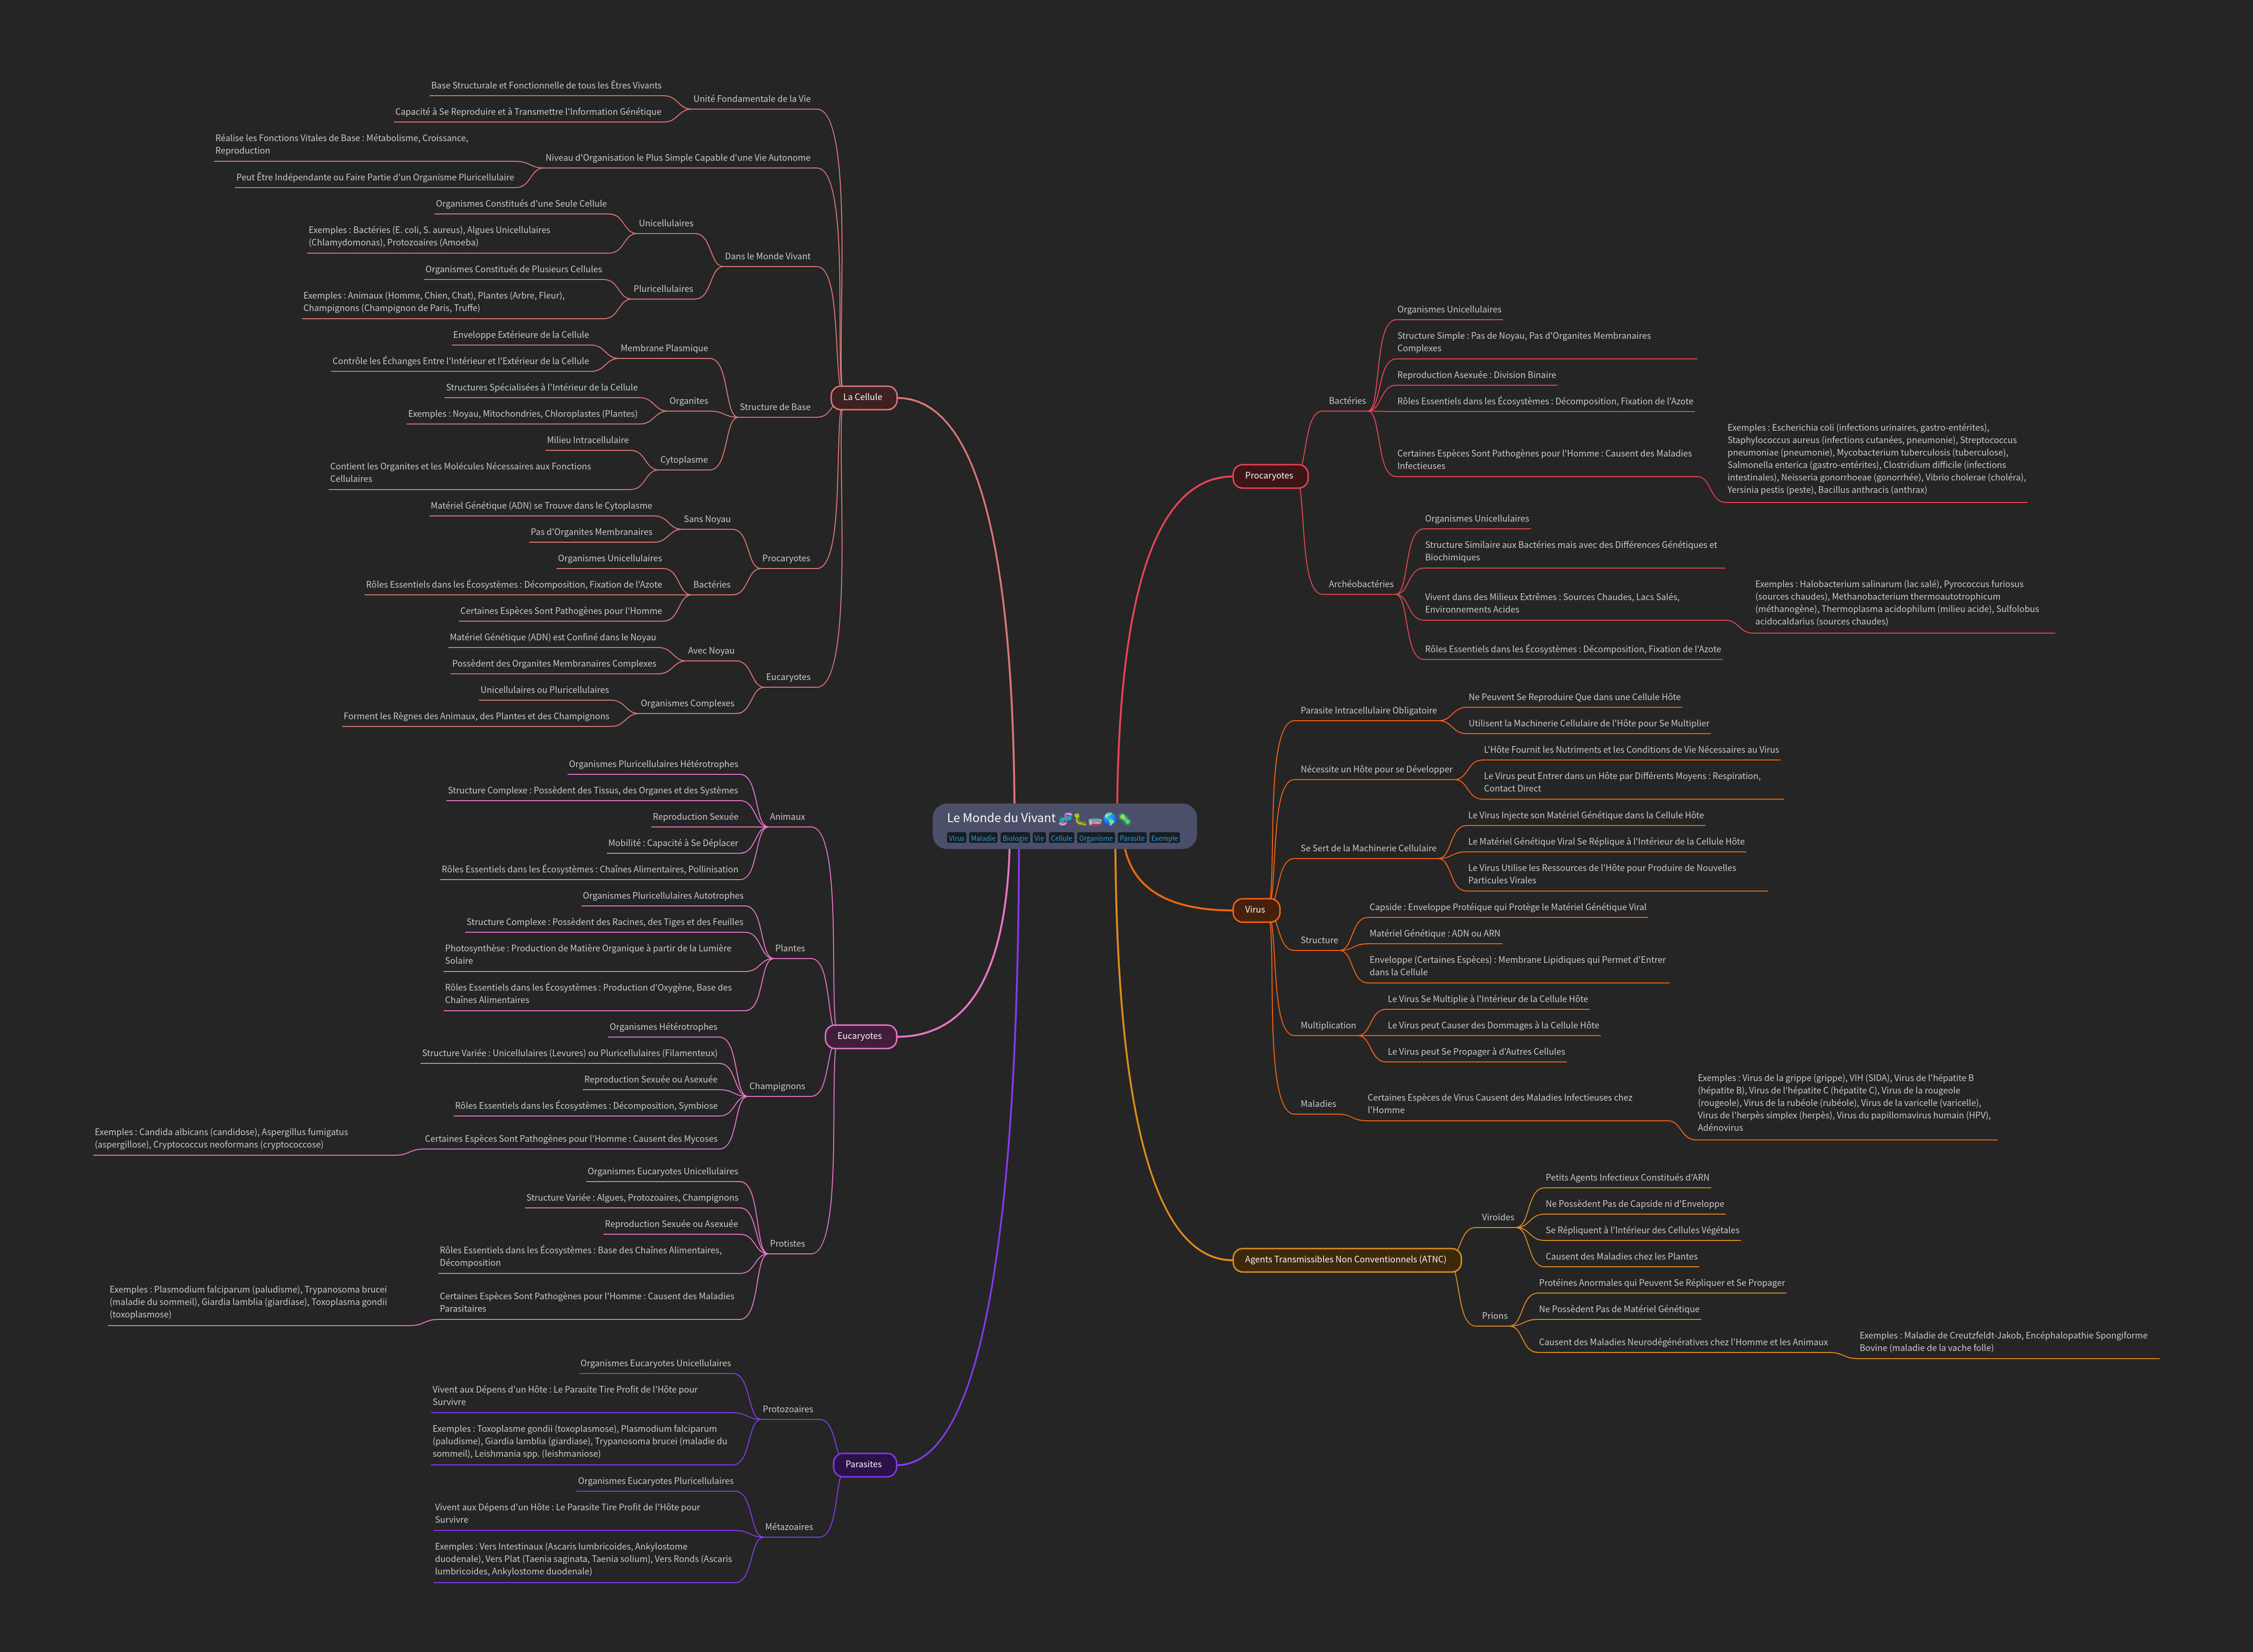 Le Monde du Vivant 🧬🐛🧫🌎🦠
Virus Maladie Biologie Vie Cellule Organisme Parasite Exemple
La Cellule
Unité Fondamentale de la Vie
Base Structurale et Fonctionnelle de tous les Êtres Vivants
Capacité à Se Reproduire et à Transmettre l'Information Génétique
Niveau d'Organisation le Plus Simple Capable d'une Vie Autonome
Réalise les Fonctions Vitales de Base : Métabolisme, Croissance,
Reproduction
Peut Être Indépendante ou Faire Partie d'un Organisme Pluricellulaire
Dans le Monde Vivant
Unicellulaires
Organismes Constitués d'une Seule Cellule
Exemples : Bactéries (E. coli, S. aureus), Algues Unicellulaires
(Chlamydomonas), Protozoaires (Amoeba)
Pluricellulaires
Organismes Constitués de Plusieurs Cellules
Exemples : Animaux (Homme, Chien, Chat), Plantes (Arbre, Fleur),
Champignons (Champignon de Paris, Truffe)
Structure de Base
Membrane Plasmique
Enveloppe Extérieure de la Cellule
Contrôle les Échanges Entre l'Intérieur et l'Extérieur de la Cellule
Organites
Structures Spécialisées à l'Intérieur de la Cellule
Exemples : Noyau, Mitochondries, Chloroplastes (Plantes)
Cytoplasme
Milieu Intracellulaire
Contient les Organites et les Molécules Nécessaires aux Fonctions
Cellulaires
Procaryotes
Sans Noyau
Matériel Génétique (ADN) se Trouve dans le Cytoplasme
Pas d'Organites Membranaires
Bactéries
Organismes Unicellulaires
Rôles Essentiels dans les Écosystèmes : Décomposition, Fixation de l'Azote
Certaines Espèces Sont Pathogènes pour l'Homme
Eucaryotes
Avec Noyau
Matériel Génétique (ADN) est Confiné dans le Noyau
Possèdent des Organites Membranaires Complexes
Organismes Complexes
Unicellulaires ou Pluricellulaires
Forment les Règnes des Animaux, des Plantes et des Champignons
Eucaryotes
Animaux
Organismes Pluricellulaires Hétérotrophes
Structure Complexe : Possèdent des Tissus, des Organes et des Systèmes
Reproduction Sexuée
Mobilité : Capacité à Se Déplacer
Rôles Essentiels dans les Écosystèmes : Chaînes Alimentaires, Pollinisation
Plantes
Organismes Pluricellulaires Autotrophes
Structure Complexe : Possèdent des Racines, des Tiges et des Feuilles
Photosynthèse : Production de Matière Organique à partir de la Lumière
Solaire
Rôles Essentiels dans les Écosystèmes : Production d'Oxygène, Base des
Chaînes Alimentaires
Champignons
Organismes Hétérotrophes
Structure Variée : Unicellulaires (Levures) ou Pluricellulaires (Filamenteux)
Reproduction Sexuée ou Asexuée
Rôles Essentiels dans les Écosystèmes : Décomposition, Symbiose
Certaines Espèces Sont Pathogènes pour l'Homme : Causent des Mycoses
Exemples : Candida albicans (candidose), Aspergillus fumigatus
(aspergillose), Cryptococcus neoformans (cryptococcose)
Protistes
Organismes Eucaryotes Unicellulaires
Structure Variée : Algues, Protozoaires, Champignons
Reproduction Sexuée ou Asexuée
Rôles Essentiels dans les Écosystèmes : Base des Chaînes Alimentaires,
Décomposition
Certaines Espèces Sont Pathogènes pour l'Homme : Causent des Maladies
Parasitaires
Exemples : Plasmodium falciparum (paludisme), Trypanosoma brucei
(maladie du sommeil), Giardia lamblia (giardiase), Toxoplasma gondii
(toxoplasmose)
Parasites
Protozoaires
Organismes Eucaryotes Unicellulaires
Vivent aux Dépens d'un Hôte : Le Parasite Tire Profit de l'Hôte pour
Survivre
Exemples : Toxoplasme gondii (toxoplasmose), Plasmodium falciparum
(paludisme), Giardia lamblia (giardiase), Trypanosoma brucei (maladie du
sommeil), Leishmania spp. (leishmaniose)
Métazoaires
Organismes Eucaryotes Pluricellulaires
Vivent aux Dépens d'un Hôte : Le Parasite Tire Profit de l'Hôte pour
Survivre
Exemples : Vers Intestinaux (Ascaris lumbricoides, Ankylostome
duodenale), Vers Plat (Taenia saginata, Taenia solium), Vers Ronds (Ascaris
lumbricoides, Ankylostome duodenale)
Procaryotes
Bactéries
Organismes Unicellulaires
Structure Simple : Pas de Noyau, Pas d'Organites Membranaires
Complexes
Reproduction Asexuée : Division Binaire
Rôles Essentiels dans les Écosystèmes : Décomposition, Fixation de l'Azote
Certaines Espèces Sont Pathogènes pour l'Homme : Causent des Maladies
Infectieuses
Exemples : Escherichia coli (infections urinaires, gastro-entérites),
Staphylococcus aureus (infections cutanées, pneumonie), Streptococcus
pneumoniae (pneumonie), Mycobacterium tuberculosis (tuberculose),
Salmonella enterica (gastro-entérites), Clostridium difficile (infections
intestinales), Neisseria gonorrhoeae (gonorrhée), Vibrio cholerae (choléra),
Yersinia pestis (peste), Bacillus anthracis (anthrax)
Archéobactéries
Organismes Unicellulaires
Structure Similaire aux Bactéries mais avec des Différences Génétiques et
Biochimiques
Vivent dans des Milieux Extrêmes : Sources Chaudes, Lacs Salés,
Environnements Acides
Exemples : Halobacterium salinarum (lac salé), Pyrococcus furiosus
(sources chaudes), Methanobacterium thermoautotrophicum
(méthanogène), Thermoplasma acidophilum (milieu acide), Sulfolobus
acidocaldarius (sources chaudes)
Rôles Essentiels dans les Écosystèmes : Décomposition, Fixation de l'Azote
Virus
Parasite Intracellulaire Obligatoire
Ne Peuvent Se Reproduire Que dans une Cellule Hôte
Utilisent la Machinerie Cellulaire de l'Hôte pour Se Multiplier
Nécessite un Hôte pour se Développer
L'Hôte Fournit les Nutriments et les Conditions de Vie Nécessaires au Virus
Le Virus peut Entrer dans un Hôte par Différents Moyens : Respiration,
Contact Direct
Se Sert de la Machinerie Cellulaire
Le Virus Injecte son Matériel Génétique dans la Cellule Hôte
Le Matériel Génétique Viral Se Réplique à l'Intérieur de la Cellule Hôte
Le Virus Utilise les Ressources de l'Hôte pour Produire de Nouvelles
Particules Virales
Structure
Capside : Enveloppe Protéique qui Protège le Matériel Génétique Viral
Matériel Génétique : ADN ou ARN
Enveloppe (Certaines Espèces) : Membrane Lipidiques qui Permet d'Entrer
dans la Cellule
Multiplication
Le Virus Se Multiplie à l'Intérieur de la Cellule Hôte
Le Virus peut Causer des Dommages à la Cellule Hôte
Le Virus peut Se Propager à d'Autres Cellules
Maladies
Certaines Espèces de Virus Causent des Maladies Infectieuses chez
l'Homme
Exemples : Virus de la grippe (grippe), VIH (SIDA), Virus de l'hépatite B
(hépatite B), Virus de l'hépatite C (hépatite C), Virus de la rougeole
(rougeole), Virus de la rubéole (rubéole), Virus de la varicelle (varicelle),
Virus de l'herpès simplex (herpès), Virus du papillomavirus humain (HPV),
Adénovirus
Agents Transmissibles Non Conventionnels (ATNC)
Viroïdes
Petits Agents Infectieux Constitués d'ARN
Ne Possèdent Pas de Capside ni d'Enveloppe
Se Répliquent à l'Intérieur des Cellules Végétales
Causent des Maladies chez les Plantes
Prions
Protéines Anormales qui Peuvent Se Répliquer et Se Propager
Ne Possèdent Pas de Matériel Génétique
Causent des Maladies Neurodégénératives chez l'Homme et les Animaux
Exemples : Maladie de Creutzfeldt-Jakob, Encéphalopathie Spongiforme
Bovine (maladie de la vache folle)